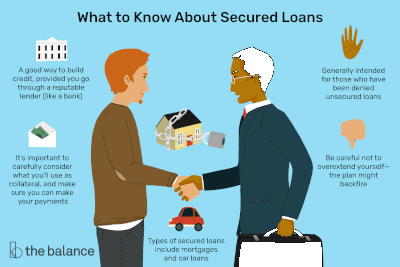 What to Know About Secured Loans
A good way to build
credit, provided you go
through a reputable
lender (like a bank)
Generally intended
for those who have
been denied
unsecured loans
It's important to
carefully consider
what you'll use as
collateral, and make
sure you can make
your payments
Be careful not to
overextend yourself—
the plan might
backfire
Types of secured loans
include mortgages
and car loans
the balance